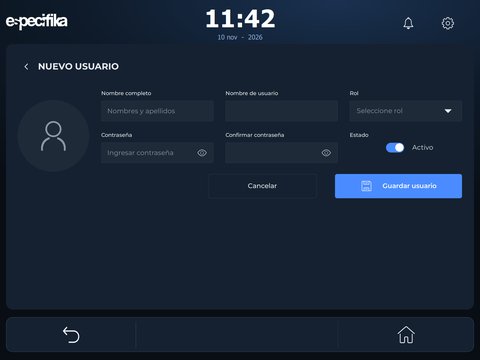 e-pecifika
11:42
10 nov - 2026
NUEVO USUARIO
Nombre completo
Nombre de usuario
Rol
Nombres y apellidos
Seleccione rol
Contraseña
Confirmar contraseña
Estado
Ingresar contraseña
Activo
Cancelar
Guardar usuario